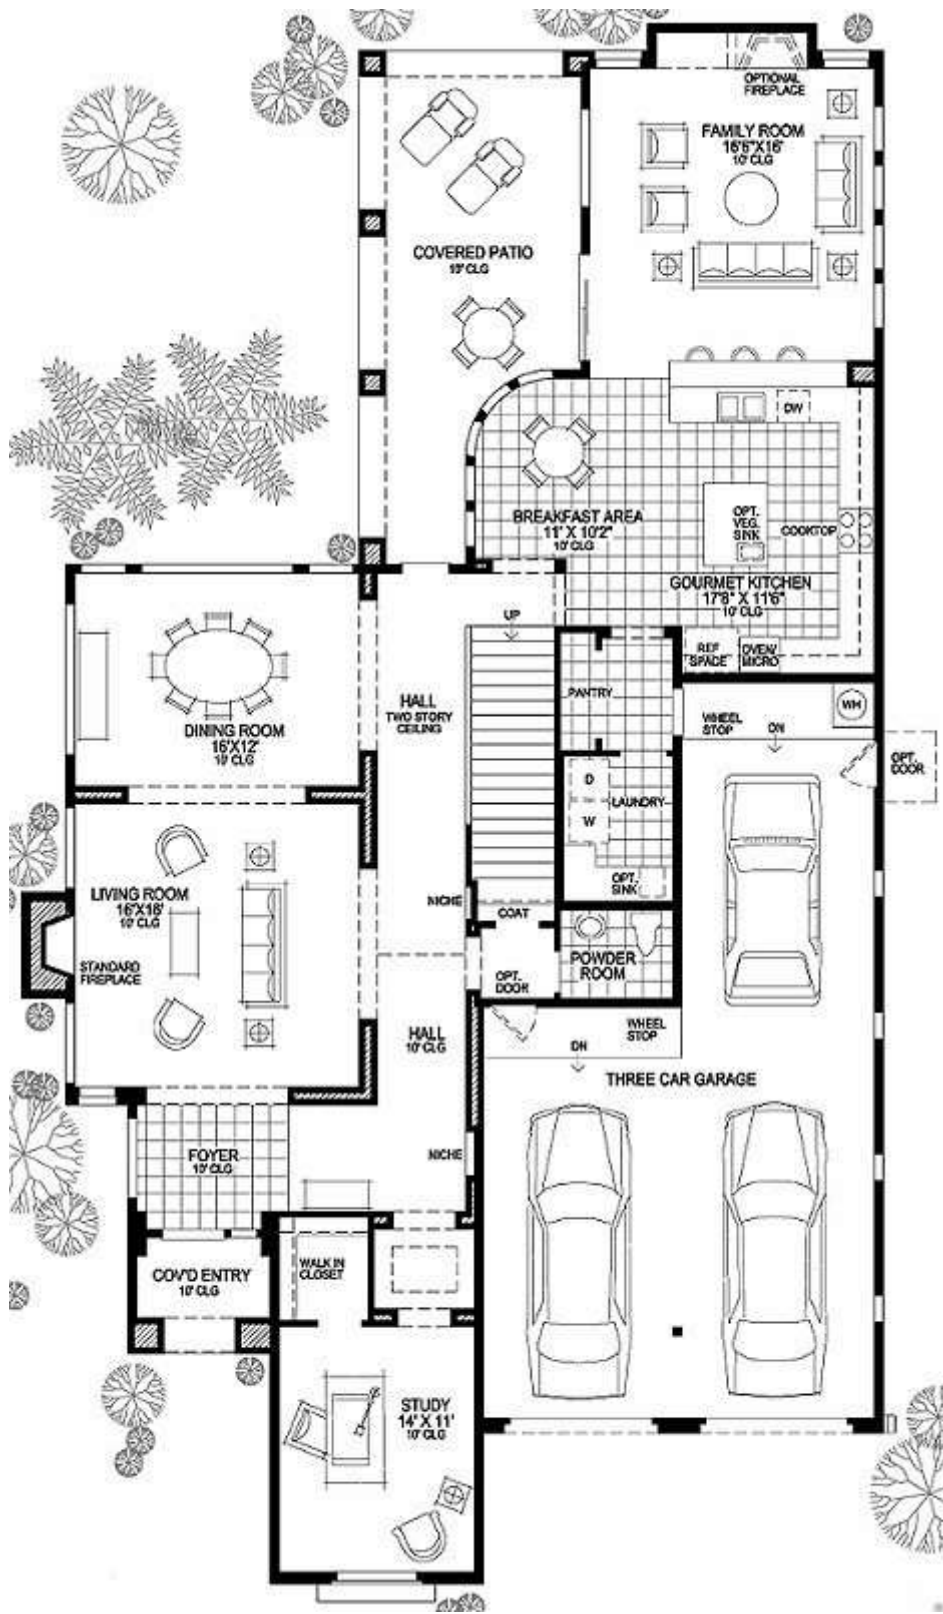 OPTIONAL
FIREPLACE
FAMILY ROOM
16'6"X16'
10' CLG
COVERED PATIO
10' CLG
DW
BREAKFAST AREA
11' X 10'2"
10' CLG
OPT.
VEG.
SINK
COOKTOP
GOURMET KITCHEN
17'8" X 11'6"
10' CLG
UP
REF
SPACE
OVEN/
MICRO
PANTRY
HALL
TWO STORY
CEILING
DINING ROOM
16'X12'
10' CLG
WHEEL
STOP
DN
WH
OPT.
DOOR
D
W
LAUNDRY
OPT.
SINK
LIVING ROOM
16'X18'
10' CLG
NICHE
COAT
STANDARD
FIREPLACE
POWDER
ROOM
OPT.
DOOR
HALL
10' CLG
WHEEL
STOP
DN
THREE CAR GARAGE
FOYER
10' CLG
NICHE
COV'D ENTRY
10' CLG
WALK IN
CLOSET
STUDY
14' X 11'
10' CLG